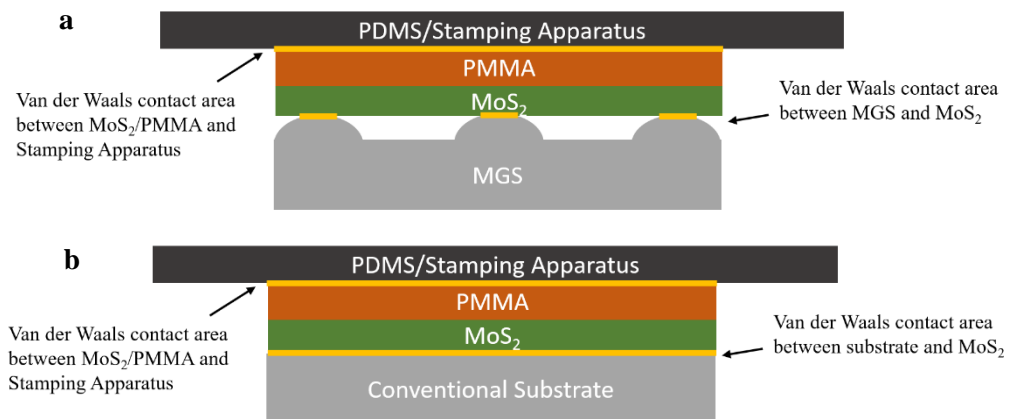 a
PDMS/Stamping Apparatus
PMMA
MoS₂
MGS
Van der Waals contact area
between MoS₂/PMMA and
Stamping Apparatus
Van der Waals contact area
between MGS and MoS₂
b
PDMS/Stamping Apparatus
PMMA
MoS₂
Conventional Substrate
Van der Waals contact area
between MoS₂/PMMA and
Stamping Apparatus
Van der Waals contact area
between substrate and MoS₂